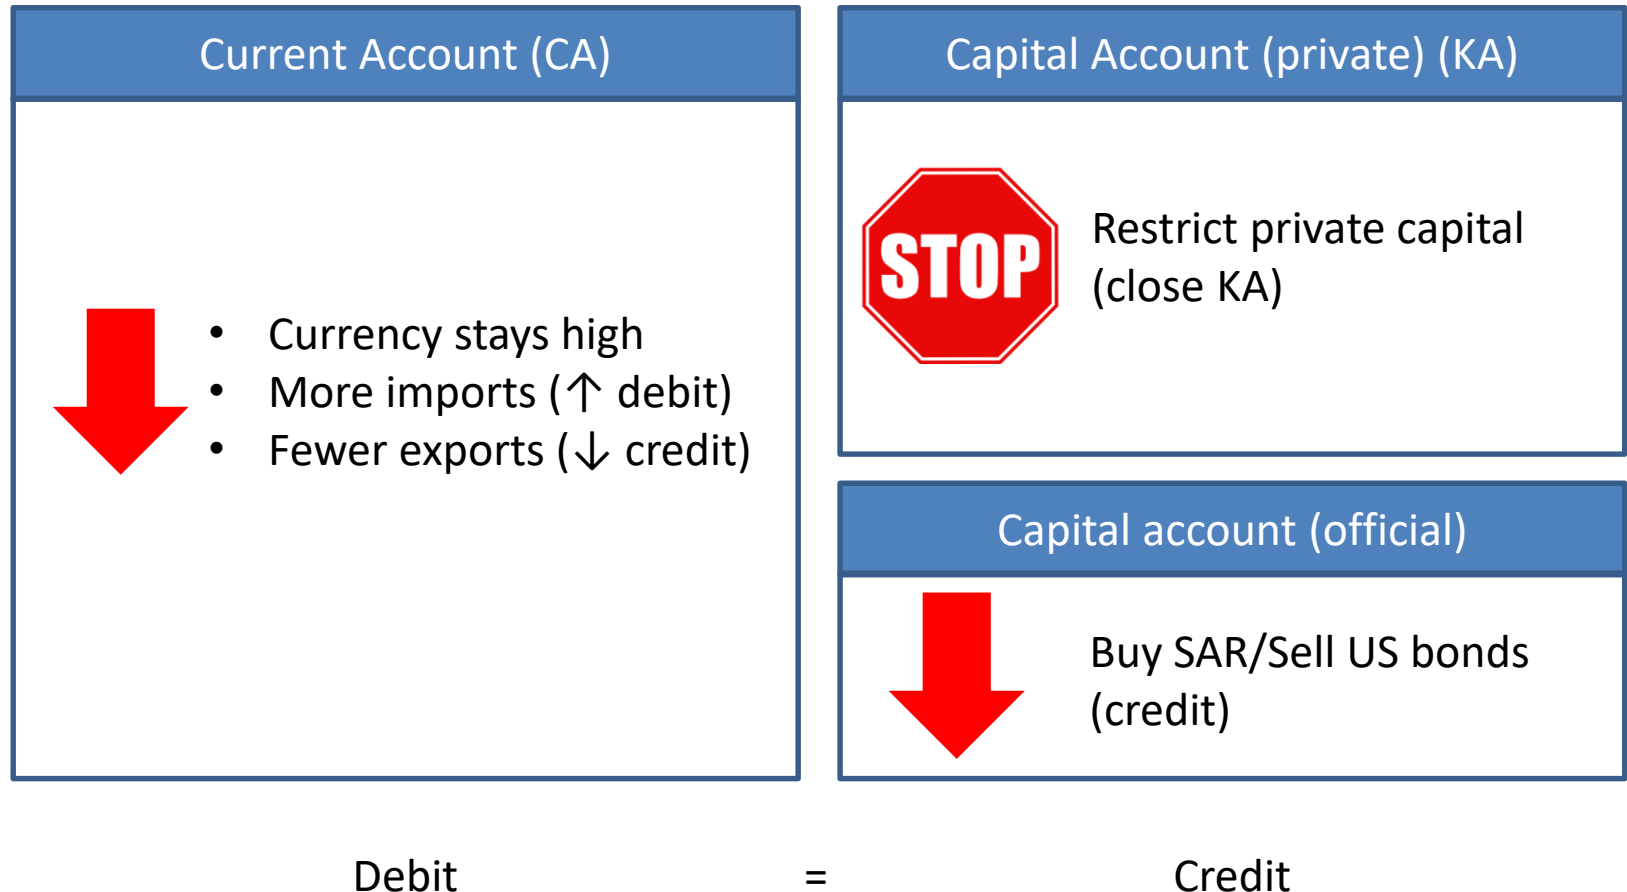 Current Account (CA)
• Currency stays high
• More imports (↑ debit)
• Fewer exports (↓ credit)
Capital Account (private) (KA)
STOP
Restrict private capital
(close KA)
Capital account (official)
Buy SAR/Sell US bonds
(credit)
Debit = Credit